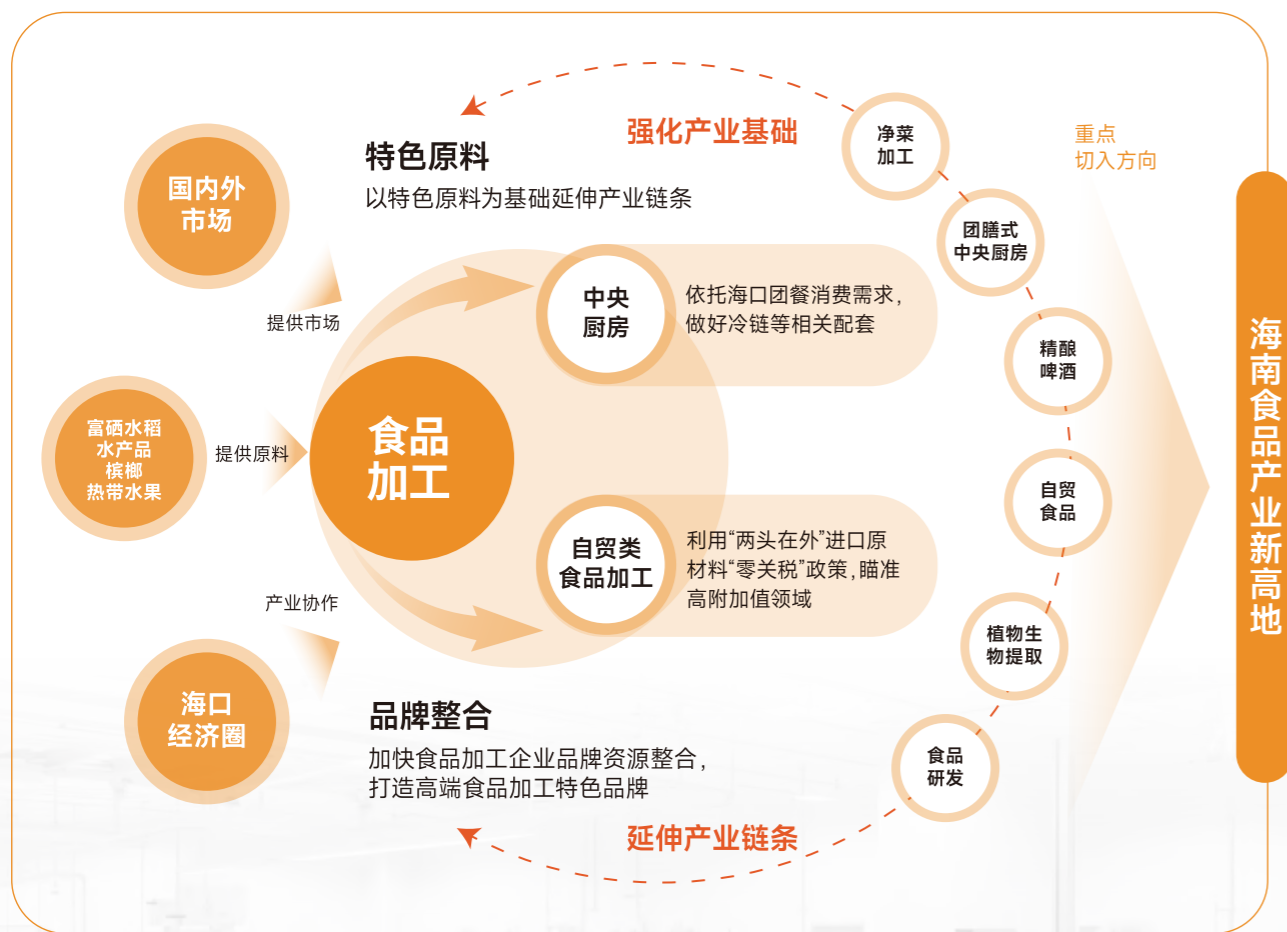 国内外
市场
提供市场
富硒水稻
水产品
槟榔
热带水果
提供原料
海口
经济圈
产业协作
食品
加工
特色原料
以特色原料为基础延伸产业链条
中央
厨房
依托海口团餐消费需求，
做好冷链等相关配套
自贸类
食品加工
利用“两头在外”进口原
材料“零关税”政策，瞄准
高附加值领域
品牌整合
加快食品加工企业品牌资源整合，
打造高端食品加工特色品牌
强化产业基础
延伸产业链条
净菜
加工
团膳式
中央厨房
精酿
啤酒
自贸
食品
植物生
物提取
食品
研发
重点
切入方向
海南食品产业新高地